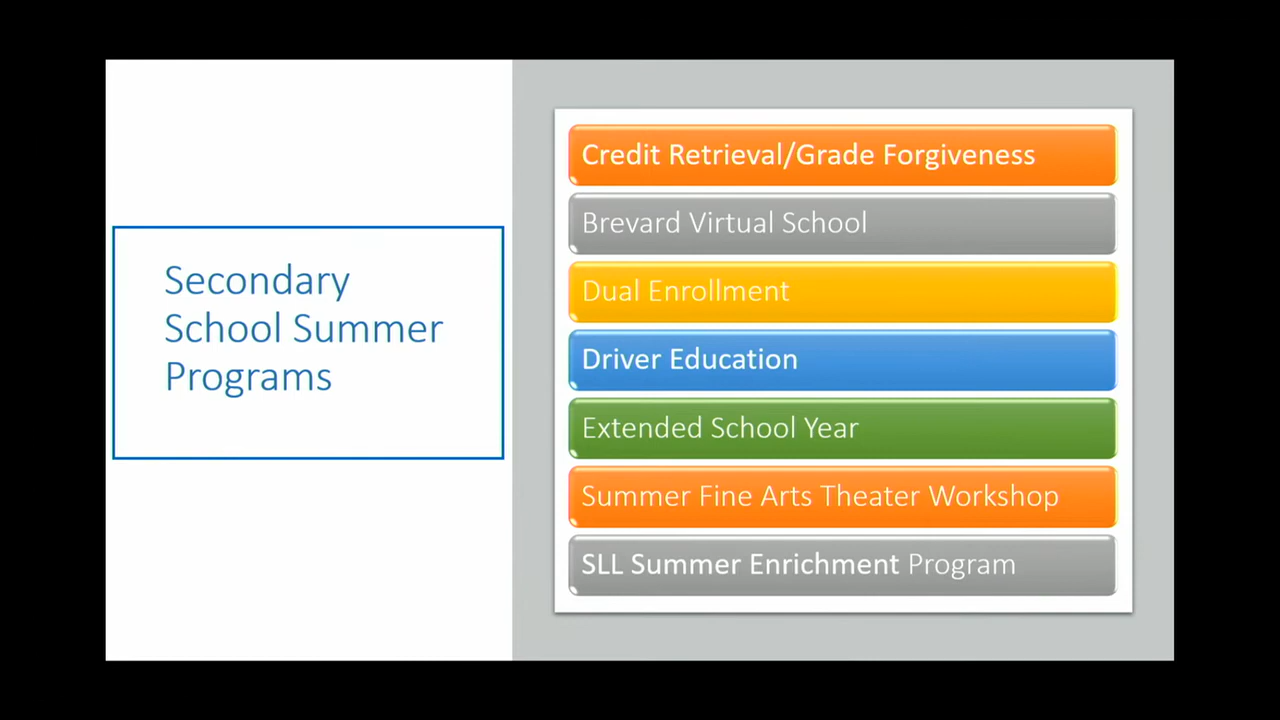 Secondary
School Summer
Programs
Credit Retrieval/Grade Forgiveness
Brevard Virtual School
Dual Enrollment
Driver Education
Extended School Year
Summer Fine Arts Theater Workshop
SLL Summer Enrichment Program